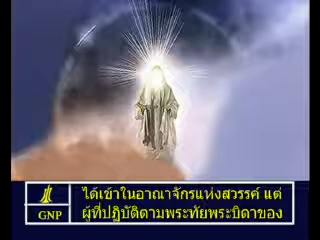 ได้เข้าในอาณาจักรแห่งสวรรค์ แต่
ผู้ที่ปฏิบัติตามพระทัยพระบิดาของ
GNP